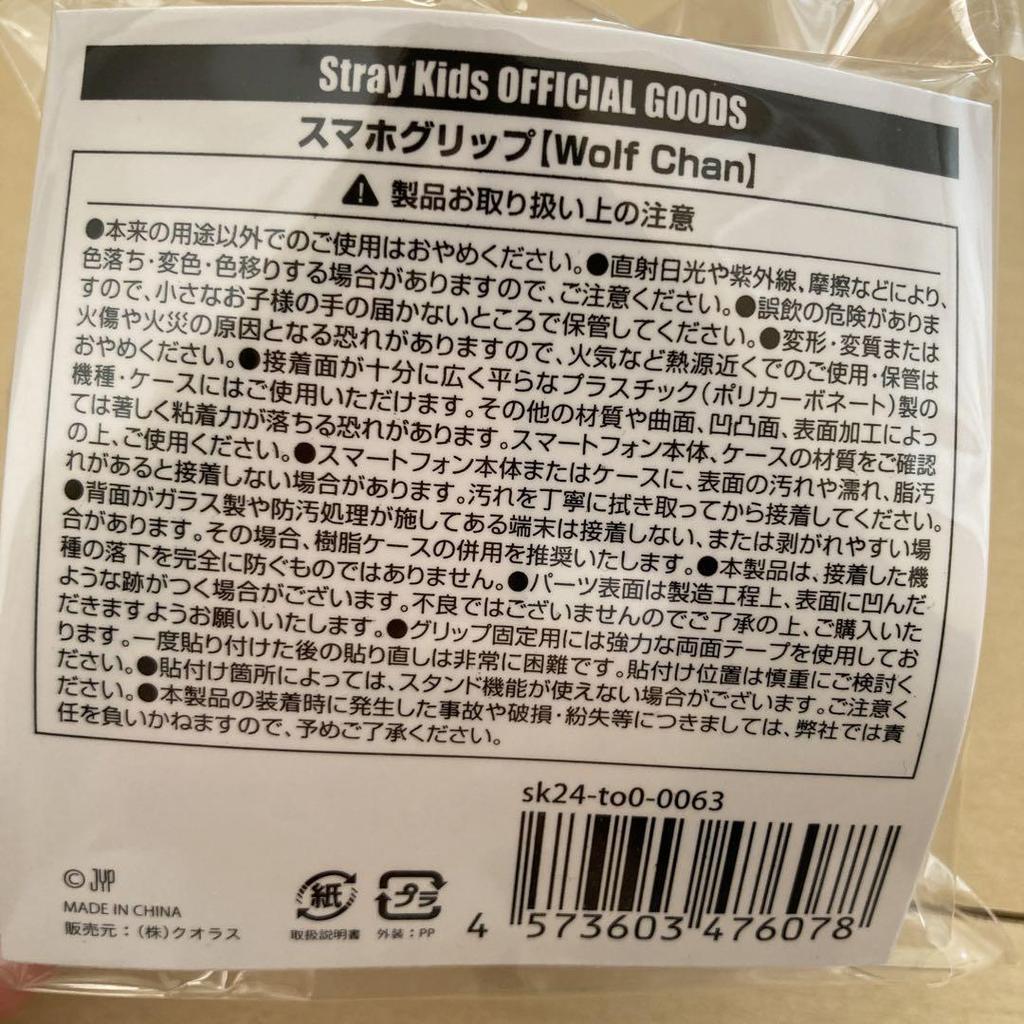 Stray Kids OFFICIAL GOODS
スマホグリップ【Wolf Chan】
製品お取り扱い上の注意
●本来の用途以外でのご使用はおやめください。●直射日光や紫外線、摩擦などにより、
色落ち・変色・色移りする場合がありますので、ご注意ください。●誤飲の危険がありま
すので、小さなお子様の手の届かないところで保管してください。●変形・変質または
火傷や火災の原因となる恐れがありますので、火気など熱源近くでのご使用・保管は
おやめください。●接着面が十分に広く平らなプラスチック(ポリカーボネート)製の
機種・ケースにはご使用いただけます。その他の材質や曲面、凹凸面、表面加工によっ
ては著しく粘着力が落ちる恐れがあります。スマートフォン本体、ケースの材質をご確認
の上、ご使用ください。●スマートフォン本体またはケースに、表面の汚れや濡れ、脂汚
れがあると接着しない場合があります。汚れを丁寧に拭き取ってから接着してください。
●背面がガラス製や防汚処理が施してある端末は接着しない、または剥がれやすい場
合があります。その場合、樹脂ケースの併用を推奨いたします。●本製品は、接着した機
種の落下を完全に防ぐものではありません。●パーツ表面は製造工程上、表面に凹んだ
ような跡がつく場合がございます。不良ではございませんのでご了承の上、ご購入いた
だきますようお願いいたします。●グリップ固定用には強力な両面テープを使用してお
ります。一度貼り付けた後の貼り直しは非常に困難です。貼付け位置は慎重にご検討く
ださい。●貼付け箇所によっては、スタンド機能が使えない場合がございます。ご注意く
ださい。●本製品の装着時に発生した事故や破損・紛失等につきましては、弊社では責
任を負いかねますので、予めご了承ください。
sk24-to0-0063
© JYP
MADE IN CHINA
販売元：(株)クオラス
紙
取扱説明書
プラ
外装：PP
4 573603 476078